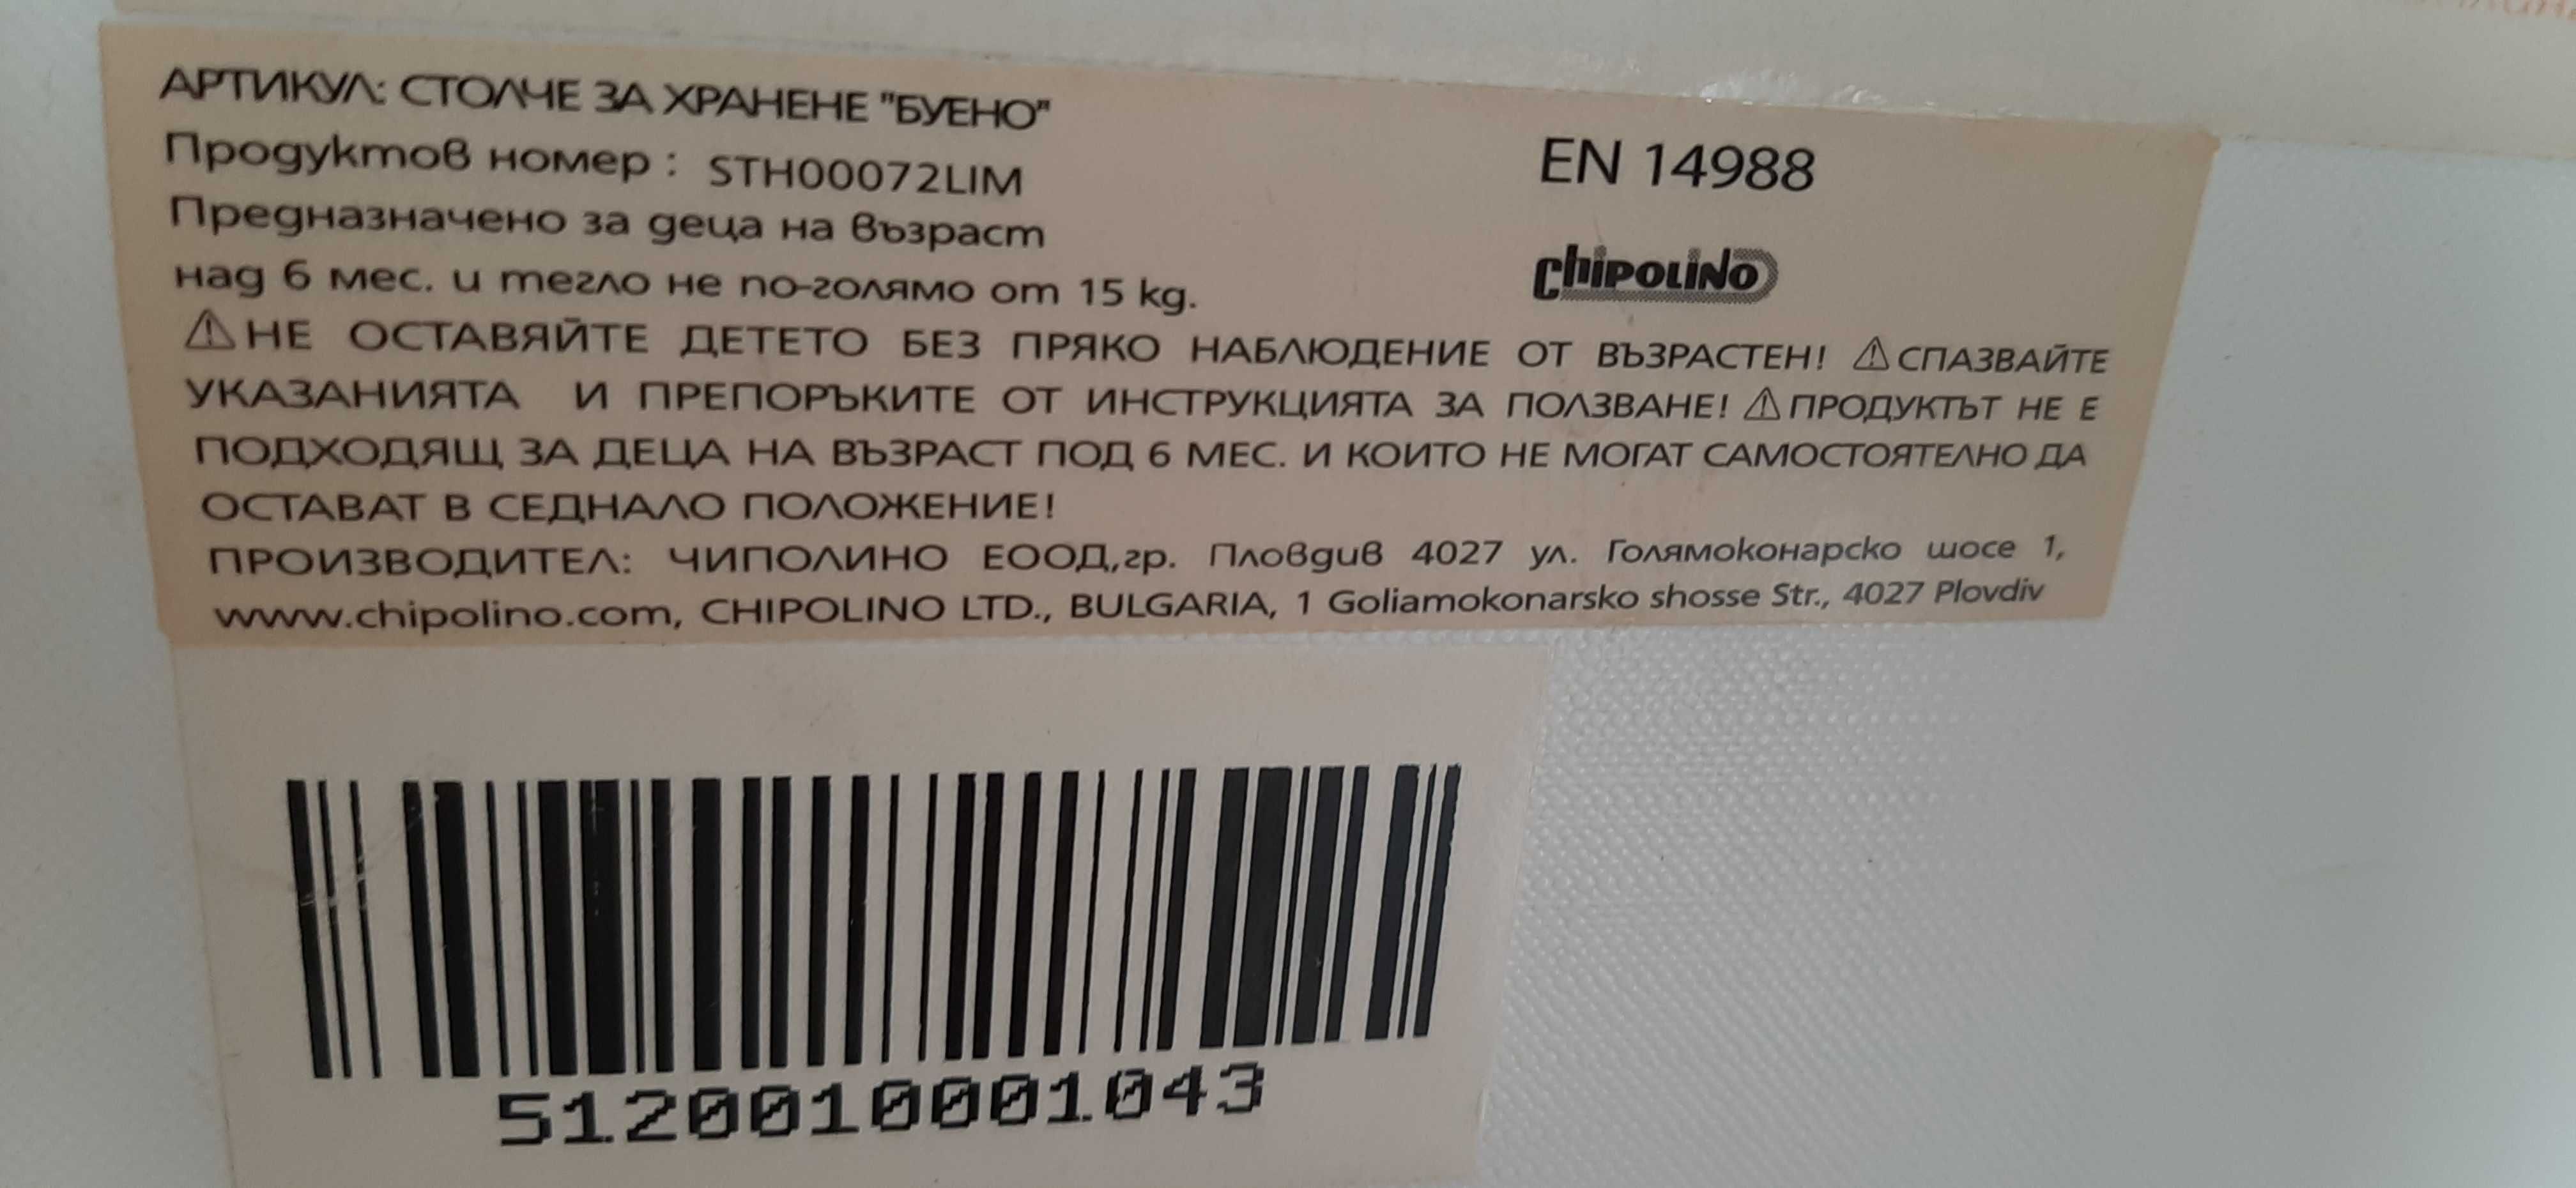 АРТИКУЛ: СТОЛЧЕ ЗА ХРАНЕНЕ "БУЕНО"
Продуктов номер : STH00072LIM
Предназначено за деца на възраст
над 6 мес. и тегло не по-голямо от 15 kg.
EN 14988
chipolino
⚠НЕ ОСТАВЯЙТЕ ДЕТЕТО БЕЗ ПРЯКО НАБЛЮДЕНИЕ ОТ ВЪЗРАСТЕН! ⚠СПАЗВАЙТЕ
УКАЗАНИЯТА И ПРЕПОРЪКИТЕ ОТ ИНСТРУКЦИЯТА ЗА ПОЛЗВАНЕ! ⚠ПРОДУКТЪТ НЕ Е
ПОДХОДЯЩ ЗА ДЕЦА НА ВЪЗРАСТ ПОД 6 МЕС. И КОИТО НЕ МОГАТ САМОСТОЯТЕЛНО ДА
ОСТАВАТ В СЕДНАЛО ПОЛОЖЕНИЕ!
ПРОИЗВОДИТЕЛ: ЧИПОЛИНО ЕООД,гр. Пловдив 4027 ул. Голямоконарско шосе 1,
www.chipolino.com, CHIPOLINO LTD., BULGARIA, 1 Goliamokonarsko shosse Str., 4027 Plovdiv
5120010001043